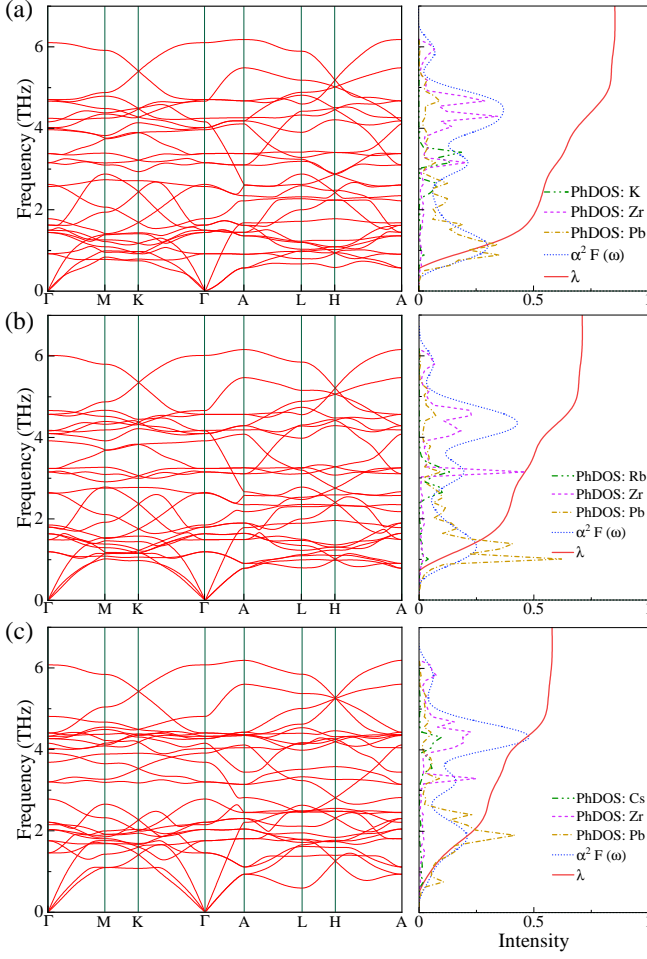 (a)
6
4
2
0
Frequency (THz)
Γ M K Γ A L H A
PhDOS: K
PhDOS: Zr
PhDOS: Pb
α² F (ω)
λ
0 0.5
(b)
6
4
2
0
Frequency (THz)
Γ M K Γ A L H A
PhDOS: Rb
PhDOS: Zr
PhDOS: Pb
α² F (ω)
λ
0 0.5
(c)
6
4
2
0
Frequency (THz)
Γ M K Γ A L H A
PhDOS: Cs
PhDOS: Zr
PhDOS: Pb
α² F (ω)
λ
0 0.5
Intensity